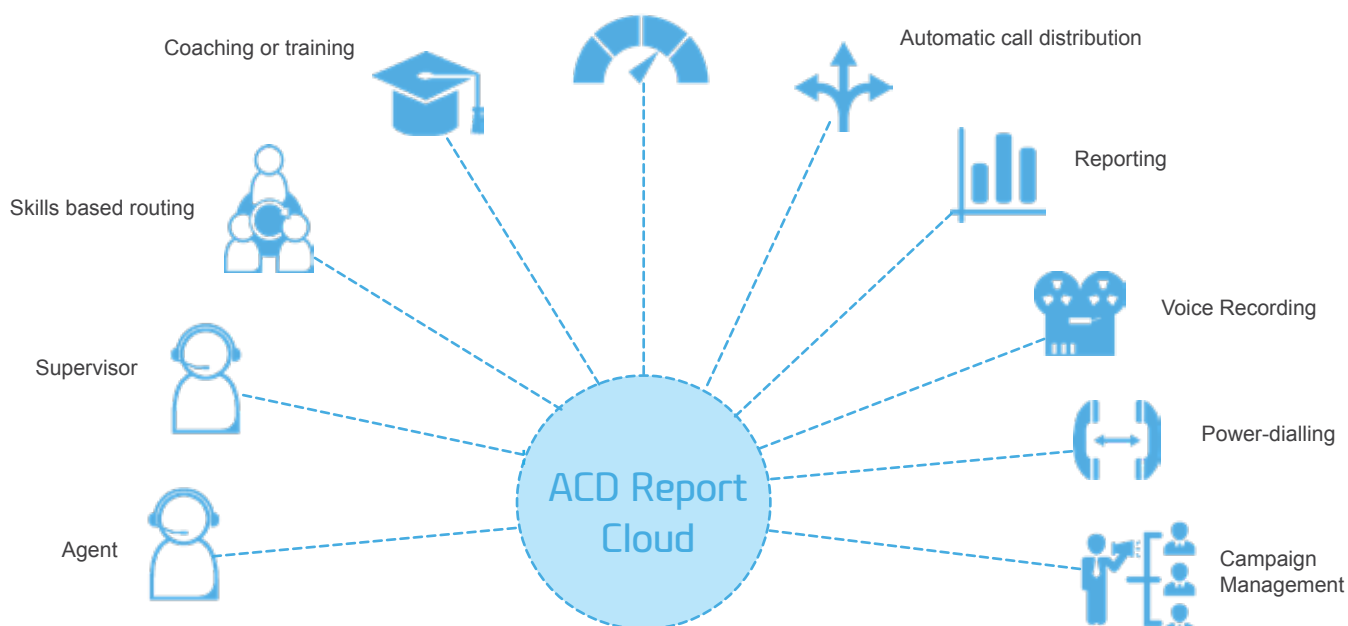 Coaching or training
Automatic call distribution
Reporting
Skills based routing
Voice Recording
Supervisor
Power-dialling
ACD Report
Cloud
Agent
Campaign
Management